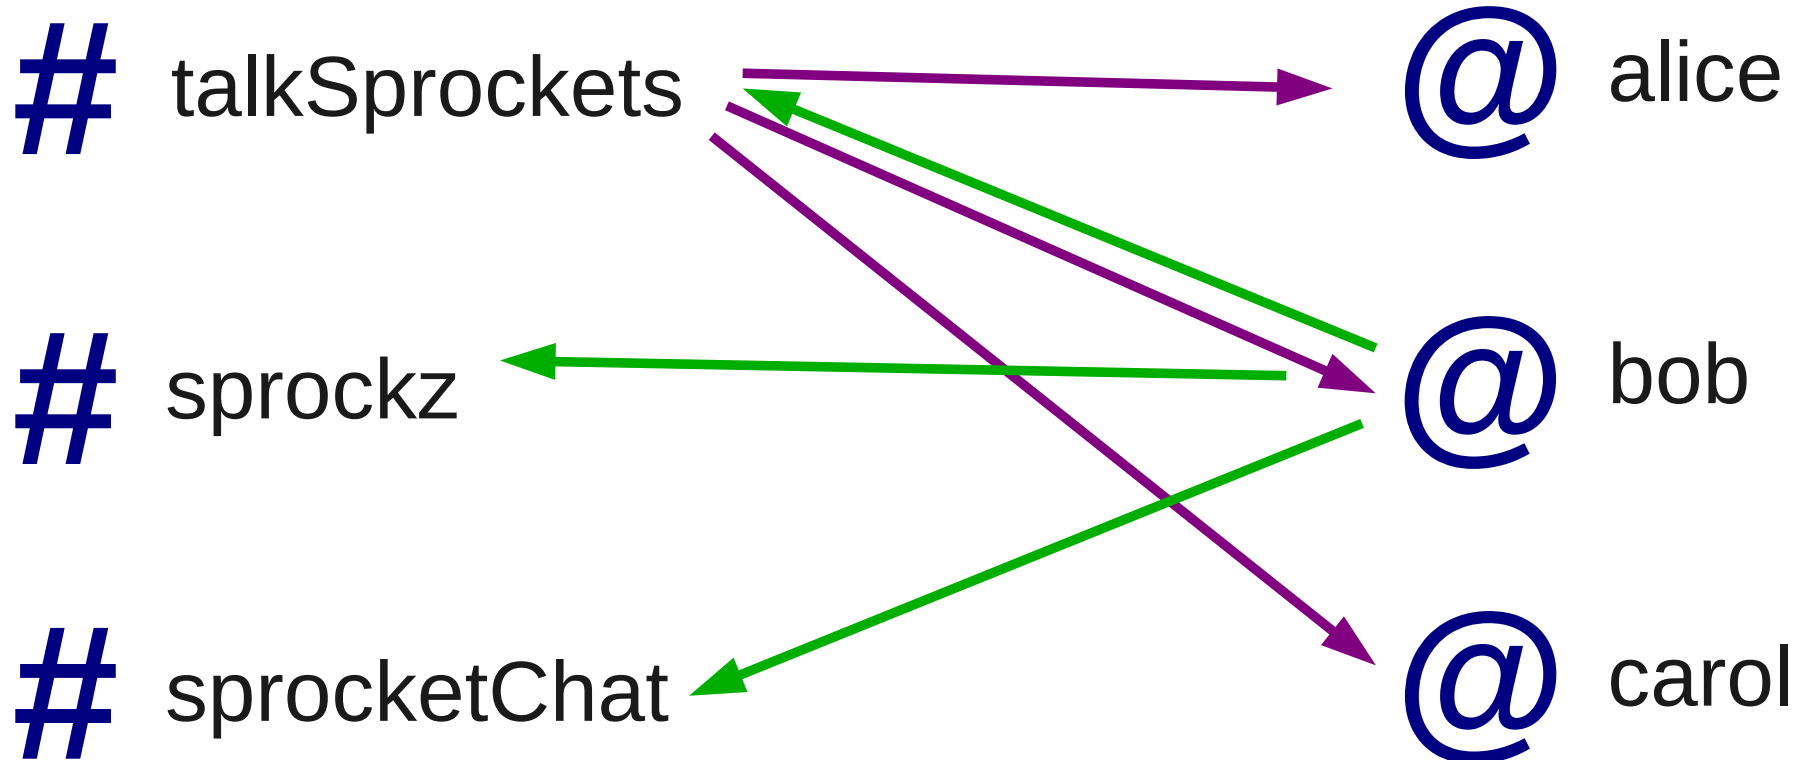 # talkSprockets @ alice
# sprockz @ bob
# sprocketChat @ carol